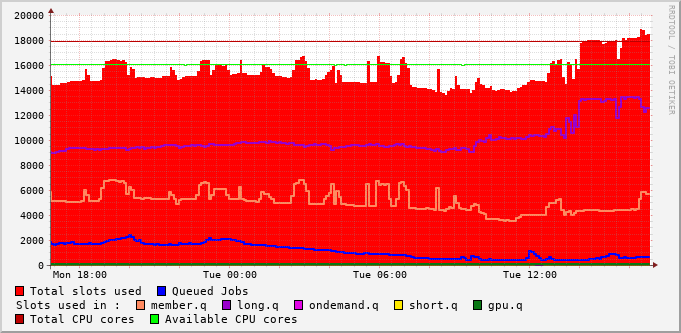 20000
18000
16000
14000
12000
10000
8000
6000
4000
2000
0
Mon 18:00 Tue 00:00 Tue 06:00 Tue 12:00
Total slots used Queued Jobs
Slots used in : member.q long.q ondemand.q short.q gpu.q
Total CPU cores Available CPU cores
RRDTOOL / TOBI OETIKER